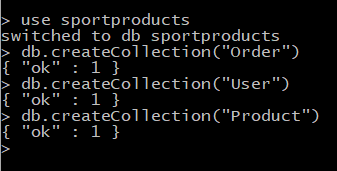 > use sportproducts
switched to db sportproducts
> db.createCollection("Order")
{ "ok" : 1 }
> db.createCollection("User")
{ "ok" : 1 }
> db.createCollection("Product")
{ "ok" : 1 }
>